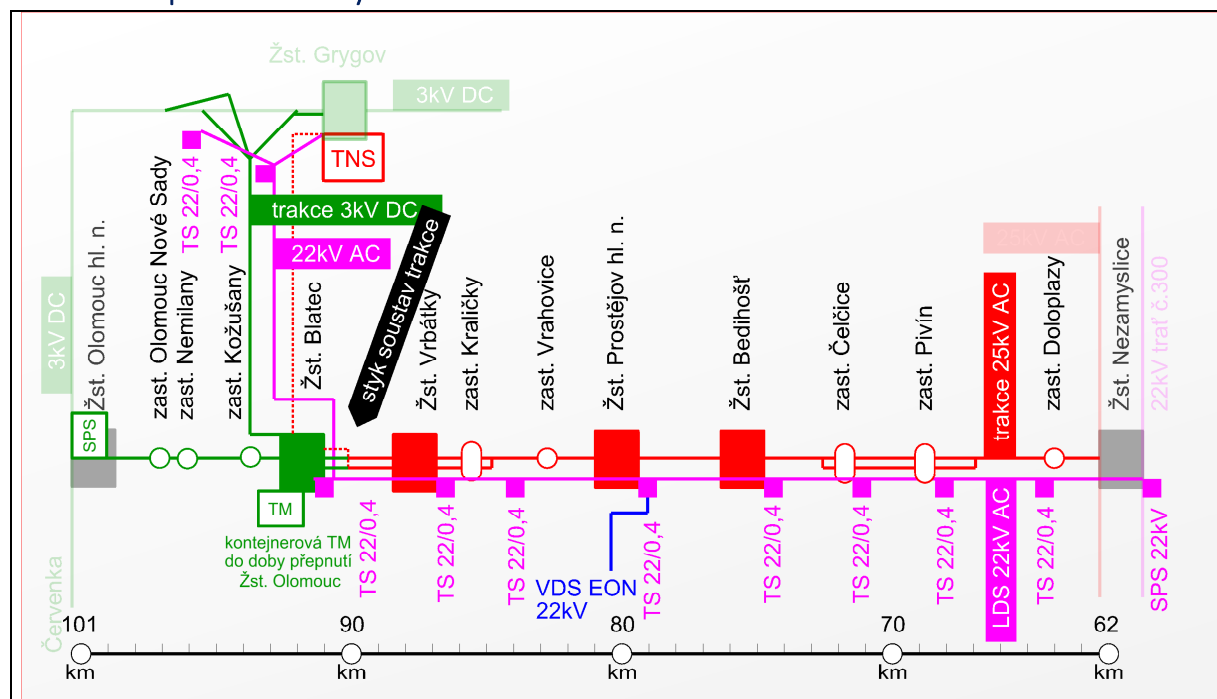 Žst. Grygov
3kV DC
TNS
TS 22/0,4
TS 22/0,4
trakce 3kV DC
22kV AC
styk soustav trakce
3kV DC
Žst. Olomouc hl. n.
zast. Olomouc Nové Sady
zast. Nemilany
zast. Kožušany
Žst. Blatec
Žst. Vrbátky
zast. Kraličky
zast. Vrahovice
Žst. Prostějov hl. n.
Žst. Bedihošť
zast. Čelčice
zast. Pivín
25kV AC
trakce 25kV AC
zast. Doloplazy
Žst. Nezamyslice
22kV trať č.300
SPS
TM
kontejnerová TM
do doby přepnutí
Žst. Olomouc
TS 22/0,4
TS 22/0,4
TS 22/0,4
VDS EON
22kV
TS 22/0,4
TS 22/0,4
TS 22/0,4
TS 22/0,4
LDS 22kV AC
TS 22/0,4
SPS 22kV
Červenka
101 90 80 70 62
km km km km km